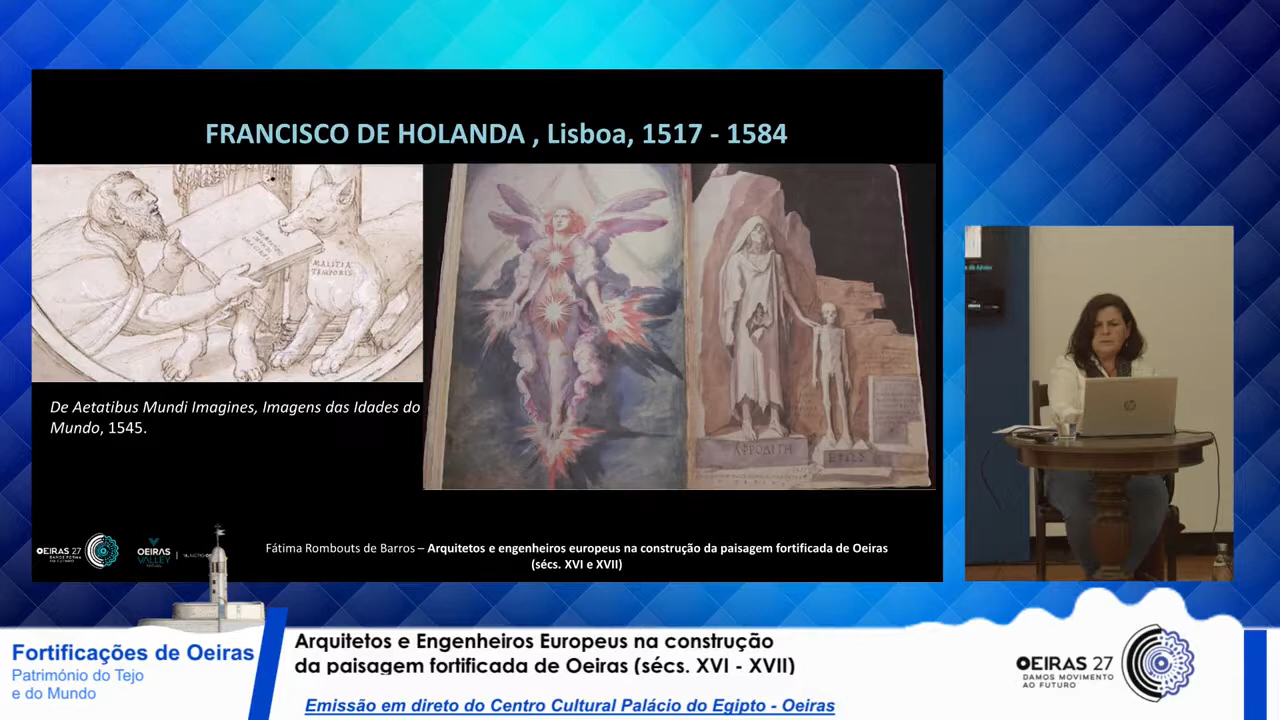 FRANCISCO DE HOLANDA , Lisboa, 1517 - 1584
MALITIA
TEMPORIS
ΑΦΡΟΔΙΤΗ
ΕΡΩΣ
De Aetatibus Mundi Imagines, Imagens das Idades do
Mundo, 1545.
OEIRAS 27
OEIRAS
VALLEY
Fátima Rombouts de Barros – Arquitetos e engenheiros europeus na construção da paisagem fortificada de Oeiras
(sécs. XVI e XVII)
hp
Fortificações de Oeiras
Património do Tejo
e do Mundo
Arquitetos e Engenheiros Europeus na construção
da paisagem fortificada de Oeiras (sécs. XVI - XVII)
Emissão em direto do Centro Cultural Palácio do Egipto - Oeiras
OEIRAS 27
DAMOS MOVIMENTO
AO FUTURO